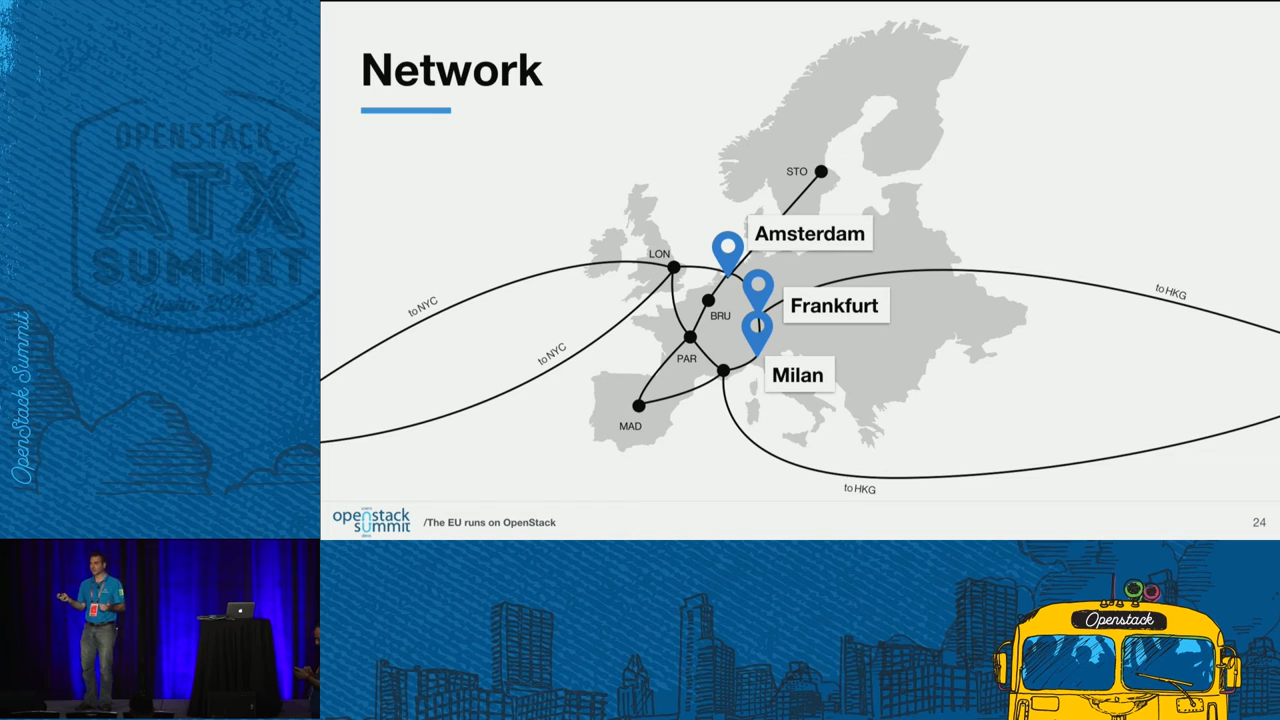 Network
STO
Amsterdam
LON
to NYC
to HKG
Frankfurt
BRU
to NYC
PAR
Milan
MAD
to HKG
openstack
summit
/The EU runs on OpenStack
24
OPENSTACK
ATX
SUMMIT
OpenStack Summit
Openstack